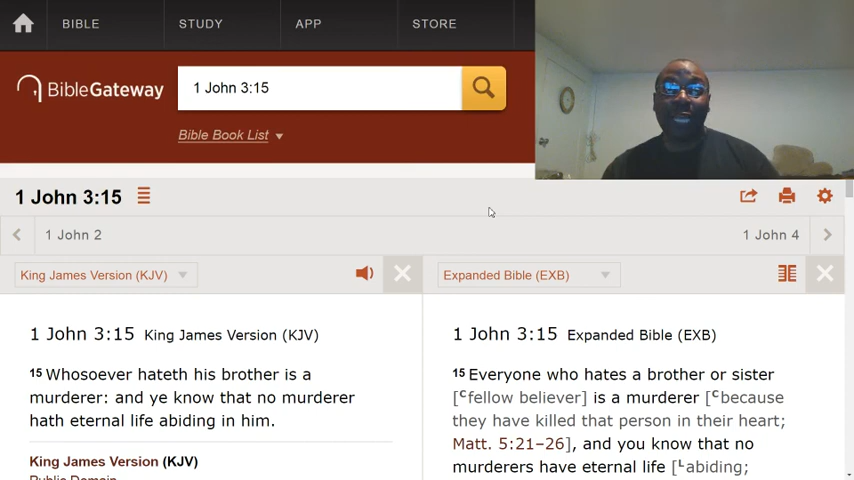 BIBLE STUDY APP STORE
BibleGateway
1 John 3:15
Bible Book List
1 John 3:15
1 John 2
1 John 4
King James Version (KJV)
Expanded Bible (EXB)
1 John 3:15 King James Version (KJV)
15 Whosoever hateth his brother is a
murderer: and ye know that no murderer
hath eternal life abiding in him.
King James Version (KJV)
Public Domain
1 John 3:15 Expanded Bible (EXB)
15 Everyone who hates a brother or sister
[C fellow believer] is a murderer [C because
they have killed that person in their heart;
Matt. 5:21–26], and you know that no
murderers have eternal life [L abiding;